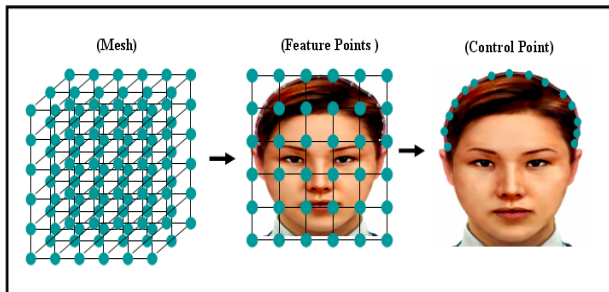 (Mesh)
(Feature Points )
(Control Point)